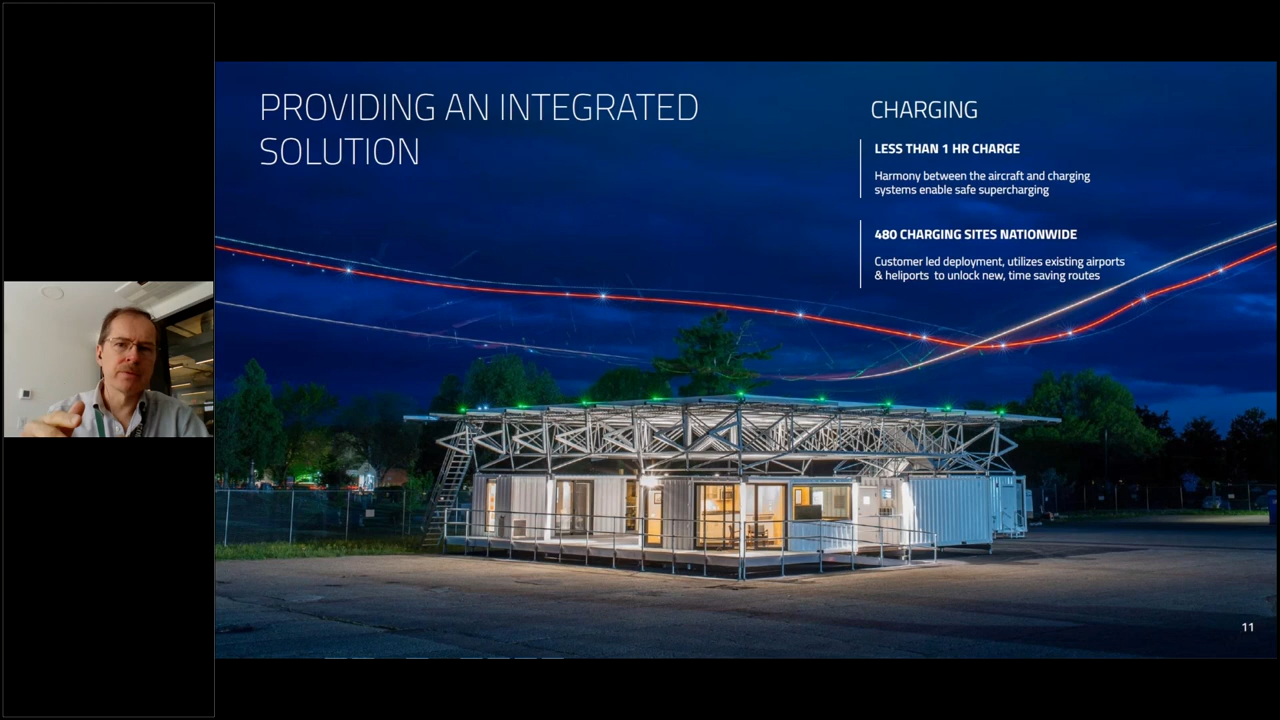 PROVIDING AN INTEGRATED
SOLUTION
CHARGING
LESS THAN 1 HR CHARGE
Harmony between the aircraft and charging
systems enable safe supercharging
480 CHARGING SITES NATIONWIDE
Customer led deployment, utilizes existing airports
& heliports to unlock new, time saving routes
11